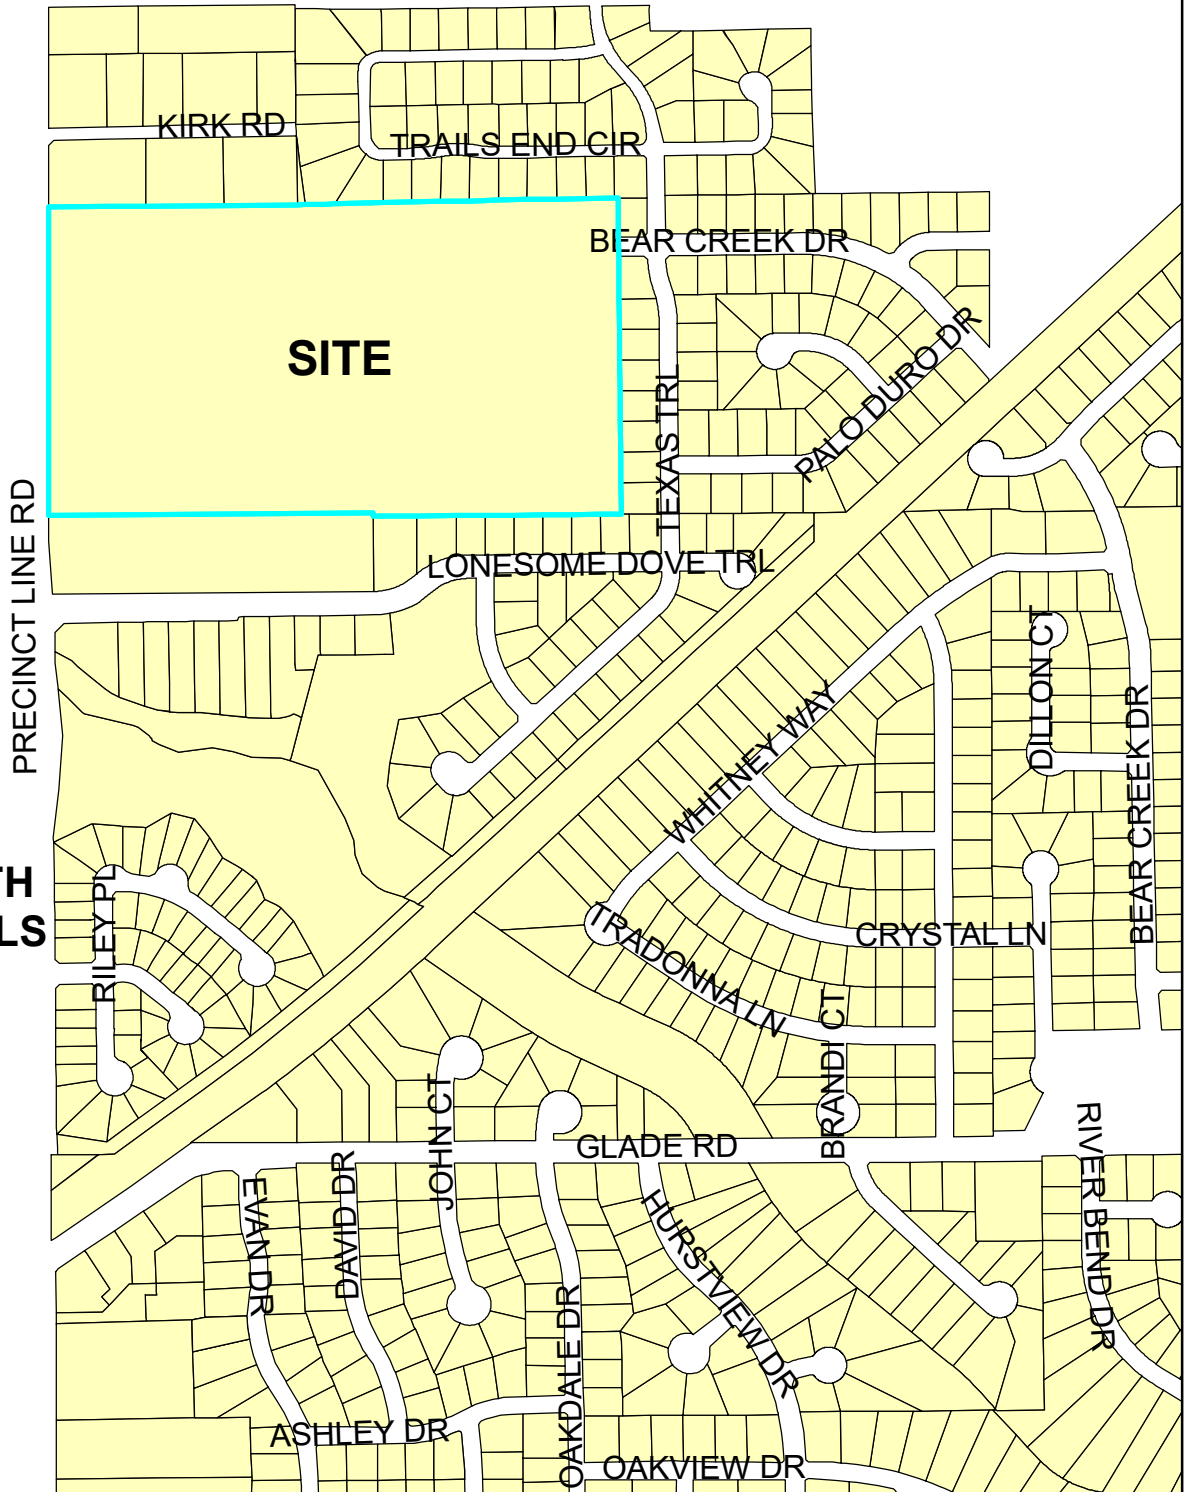 KIRK RD
TRAILS END CIR
BEAR CREEK DR
SITE
PALO DURO DR
TEXAS TRL
PRECINCT LINE RD
LONESOME DOVE TRL
DILLON CT
WHITNEY WAY
BEAR CREEK DR
TH
LS
RILEY PL
TRADONNA LN
CRYSTAL LN
BRANDI CT
JOHN CT
GLADE RD
RIVER BEND DR
EVAN DR
DAVID DR
HURSTVIEW DR
OAKDALE DR
ASHLEY DR
OAKVIEW DR